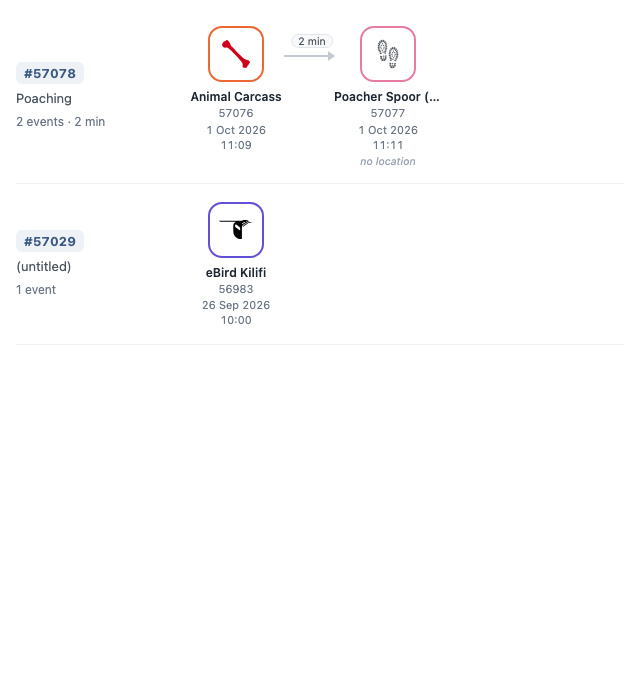 #57078
Poaching
2 events · 2 min
2 min
Animal Carcass
57076
1 Oct 2026
11:09
Poacher Spoor (...
57077
1 Oct 2026
11:11
no location
#57029
(untitled)
1 event
eBird Kilifi
56983
26 Sep 2026
10:00